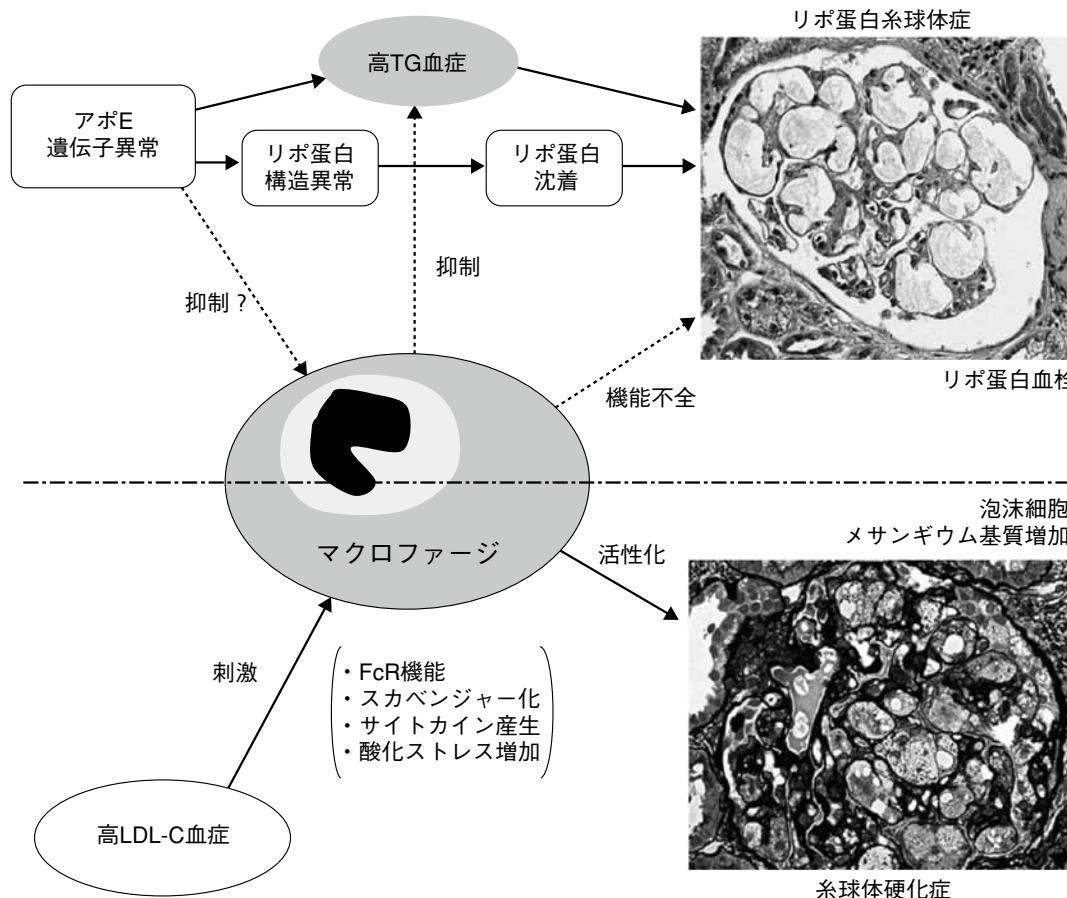 リポ蛋白糸球体症
高TG血症
アポE
遺伝子異常
リポ蛋白
構造異常
リポ蛋白
沈着
抑制
抑制？
機能不全
リポ蛋白血栓
泡沫細胞
メサンギウム基質増加
マクロファージ
活性化
刺激
・FcR機能
・スカベンジャー化
・サイトカイン産生
・酸化ストレス増加
高LDL-C血症
糸球体硬化症